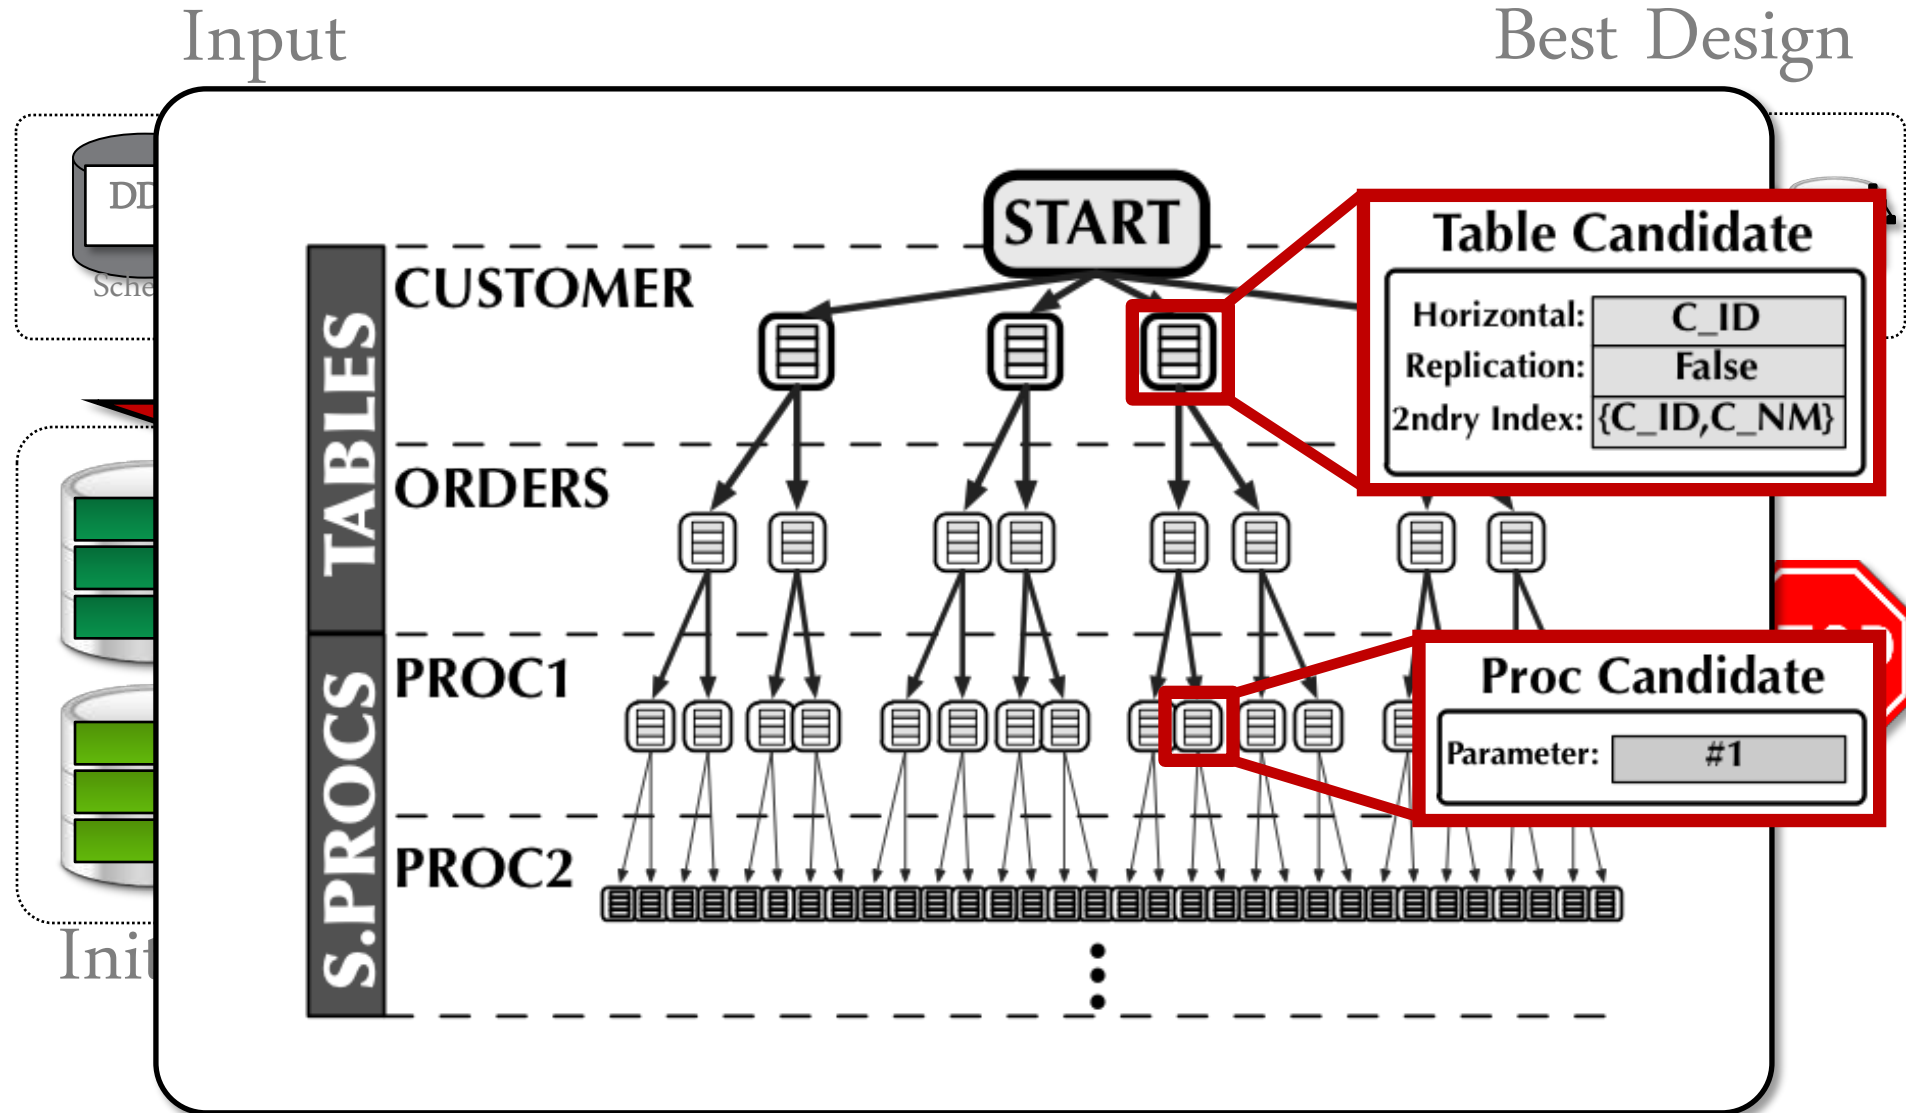 Input
Best Design
START
TABLES
CUSTOMER
ORDERS
S.PROCS
PROC1
PROC2
Table Candidate
Horizontal: C_ID
Replication: False
2ndry Index: {C_ID,C_NM}
Proc Candidate
Parameter: #1